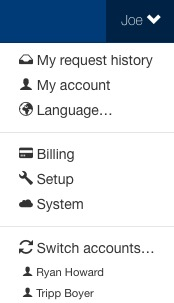 Joe
My request history
My account
Language…
Billing
Setup
System
Switch accounts…
Ryan Howard
Tripp Boyer